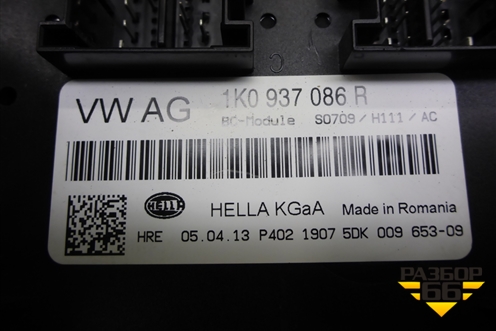 VW AG 1K0 937 086 R
BC-Module S0709 / H111 / AC
HELLA HELLA KGaA Made in Romania
HRE 05.04.13 P402 1907 5DK 009 653-09
РАЗБОР
66